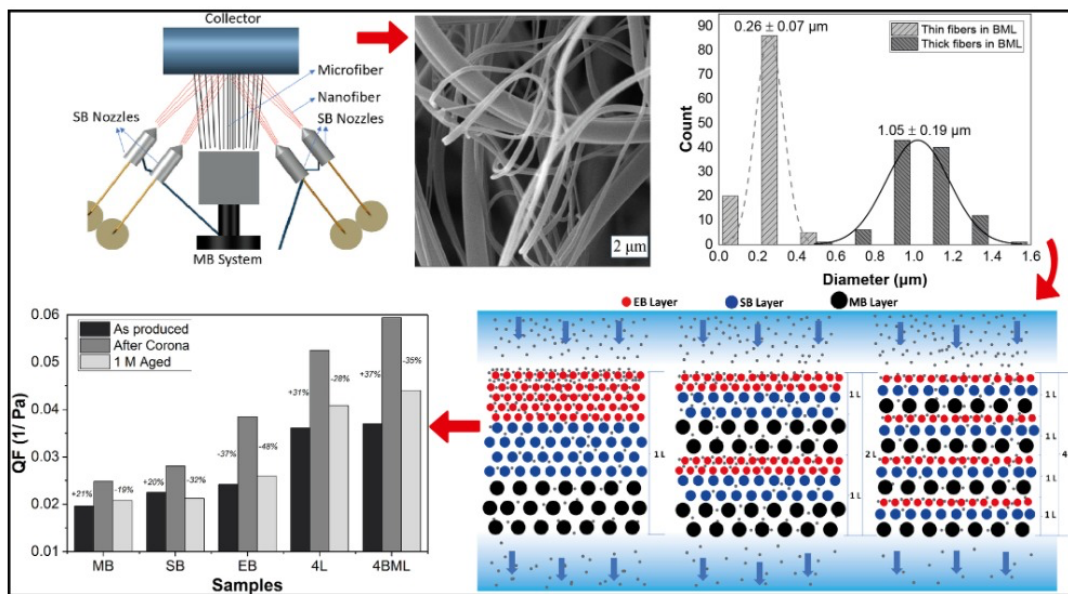 Collector
Microfiber
Nanofiber
SB Nozzles
SB Nozzles
MB System
2 μm
Count
90
80
70
60
50
40
30
20
10
0
0.26 ± 0.07 μm
1.05 ± 0.19 μm
Thin fibers in BML
Thick fibers in BML
0.0 0.2 0.4 0.6 0.8 1.0 1.2 1.4 1.6
Diameter (μm)
EB Layer SB Layer MB Layer
1 L
1 L
2 L
1 L
1 L
1 L
1 L
1 L
QF (1/ Pa)
0.06
0.05
0.04
0.03
0.02
0.01
As produced
After Corona
1 M Aged
+21%
-19%
+20%
-32%
-37%
-48%
+31%
-28%
+37%
-35%
MB SB EB 4L 4BML
Samples